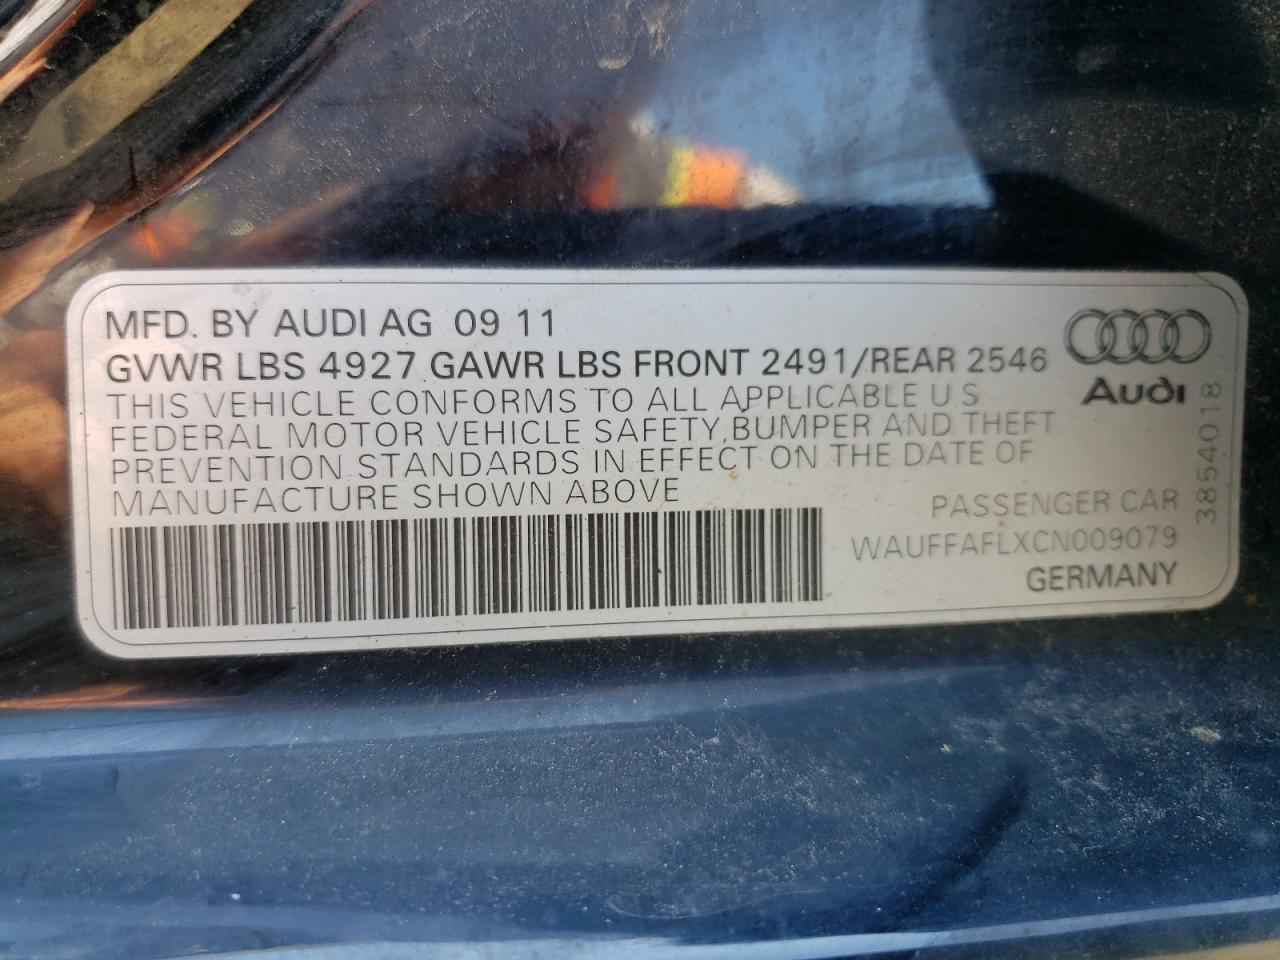 MFD. BY AUDI AG 09 11
GVWR LBS 4927 GAWR LBS FRONT 2491/REAR 2546
THIS VEHICLE CONFORMS TO ALL APPLICABLE U.S
FEDERAL MOTOR VEHICLE SAFETY,BUMPER AND THEFT
PREVENTION STANDARDS IN EFFECT ON THE DATE OF
MANUFACTURE SHOWN ABOVE
Audi
PASSENGER CAR
WAUFFAFLXCN009079
GERMANY
3854018